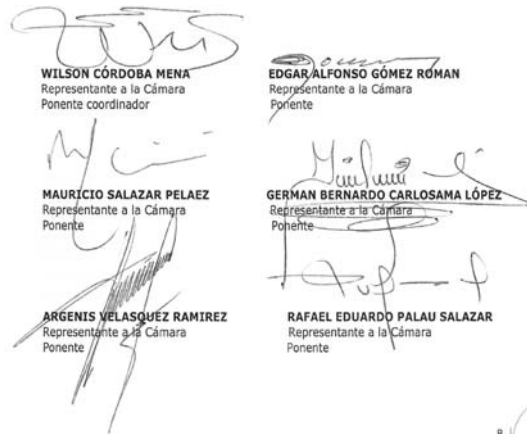 WILSON CÓRDOBA MENA
Representante a la Cámara
Ponente coordinador
EDGAR ALFONSO GÓMEZ ROMAN
Representante a la Cámara
Ponente
MAURICIO SALAZAR PELAEZ
Representante a la Cámara
Ponente
GERMAN BERNARDO CARLOSAMA LÓPEZ
Representante a la Cámara
Ponente
ARGENIS VELASQUEZ RAMIREZ
Representante a la Cámara
Ponente
RAFAEL EDUARDO PALAU SALAZAR
Representante a la Cámara
Ponente